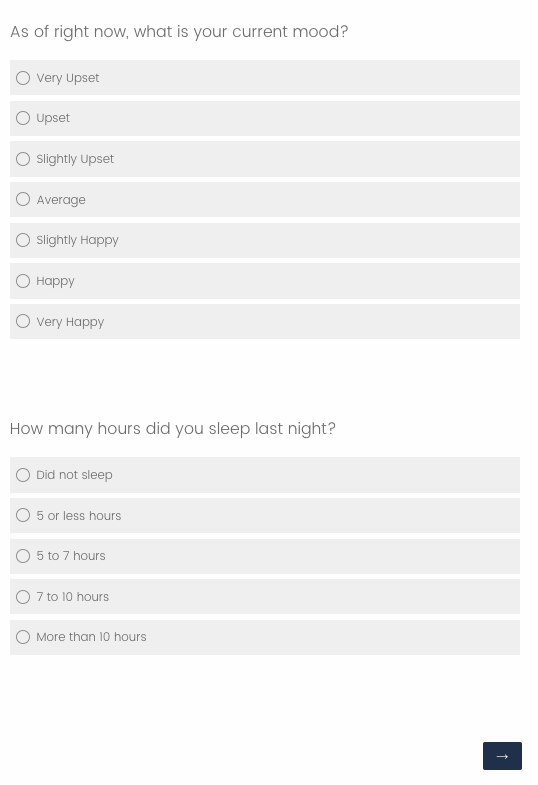 As of right now, what is your current mood?
Very Upset
Upset
Slightly Upset
Average
Slightly Happy
Happy
Very Happy
How many hours did you sleep last night?
Did not sleep
5 or less hours
5 to 7 hours
7 to 10 hours
More than 10 hours
→